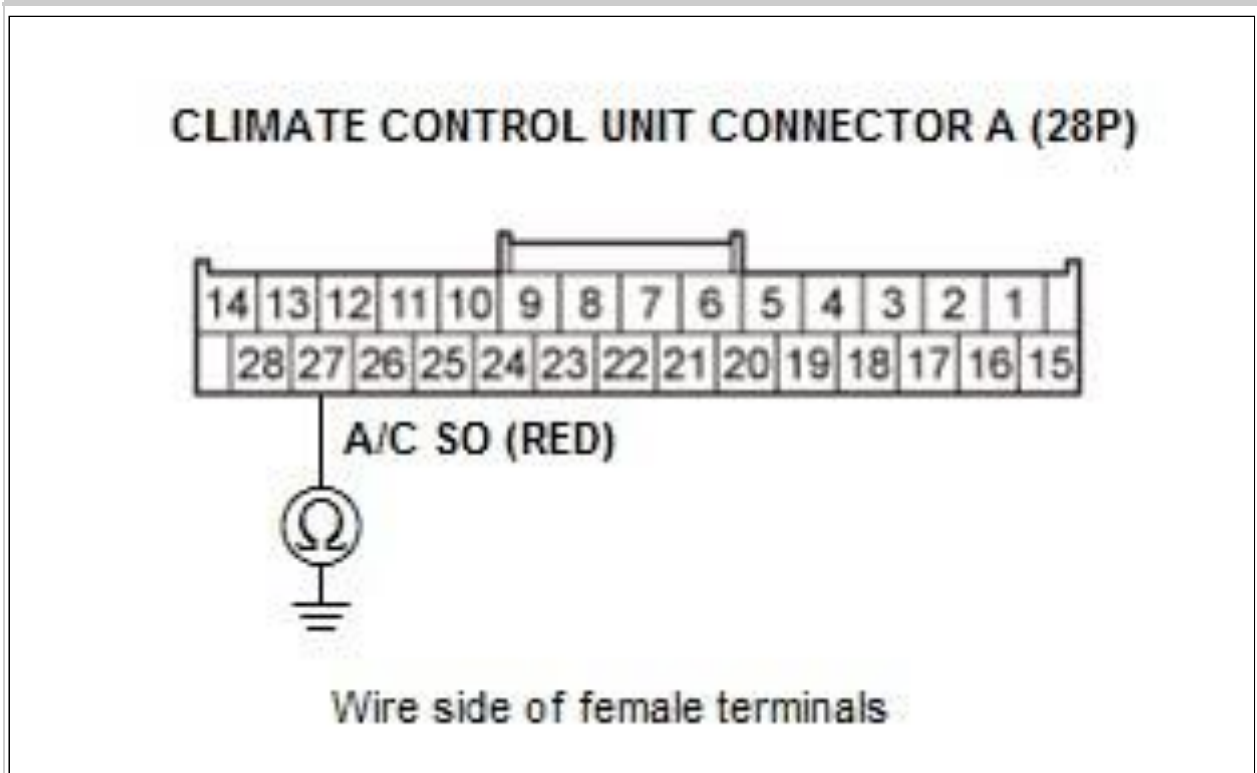 CLIMATE CONTROL UNIT CONNECTOR A (28P)
14 13 12 11 10 9 8 7 6 5 4 3 2 1
28 27 26 25 24 23 22 21 20 19 18 17 16 15
A/C SO (RED)
Ω
Wire side of female terminals